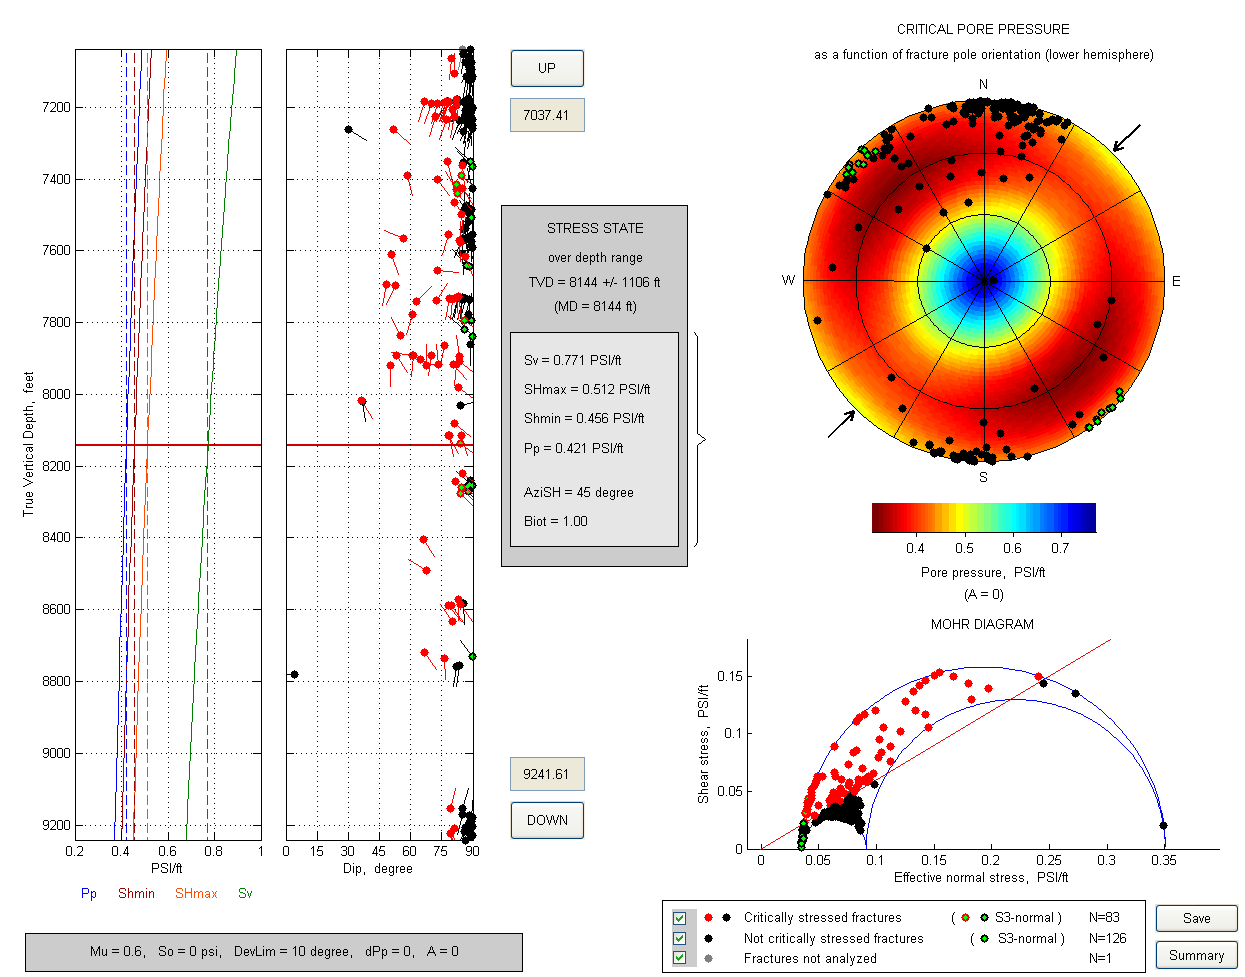 7200
7400
7600
7800
8000
8200
8400
8600
8800
9000
9200
True Vertical Depth, feet
0.2 0.4 0.6 0.8 1
PSI/ft
Pp Shmin SHmax Sv
0 15 30 45 60 75 90
Dip, degree
UP
7037.41
STRESS STATE
over depth range
TVD = 8144 +/- 1106 ft
(MD = 8144 ft)
Sv = 0.771 PSI/ft
SHmax = 0.512 PSI/ft
Shmin = 0.456 PSI/ft
Pp = 0.421 PSI/ft
AziSH = 45 degree
Biot = 1.00
9241.61
DOWN
CRITICAL PORE PRESSURE
as a function of fracture pole orientation (lower hemisphere)
N
W E
S
0.4 0.5 0.6 0.7
Pore pressure, PSI/ft
(A = 0)
MOHR DIAGRAM
0.15
0.1
0.05
0
Shear stress, PSI/ft
0 0.05 0.1 0.15 0.2 0.25 0.3 0.35
Effective normal stress, PSI/ft
Critically stressed fractures ( S3-normal ) N=83
Not critically stressed fractures ( S3-normal ) N=126
Fractures not analyzed N=1
Save
Summary
Mu = 0.6, So = 0 psi, DevLim = 10 degree, dPp = 0, A = 0